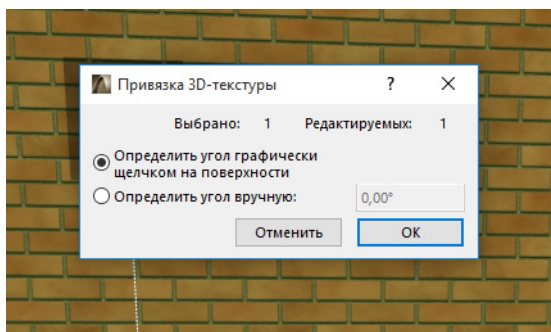 Привязка 3D-текстуры ?
Выбрано: 1 Редактируемых: 1
Определить угол графически
щелчком на поверхности
Определить угол вручную: 0,00°
Отменить ОК